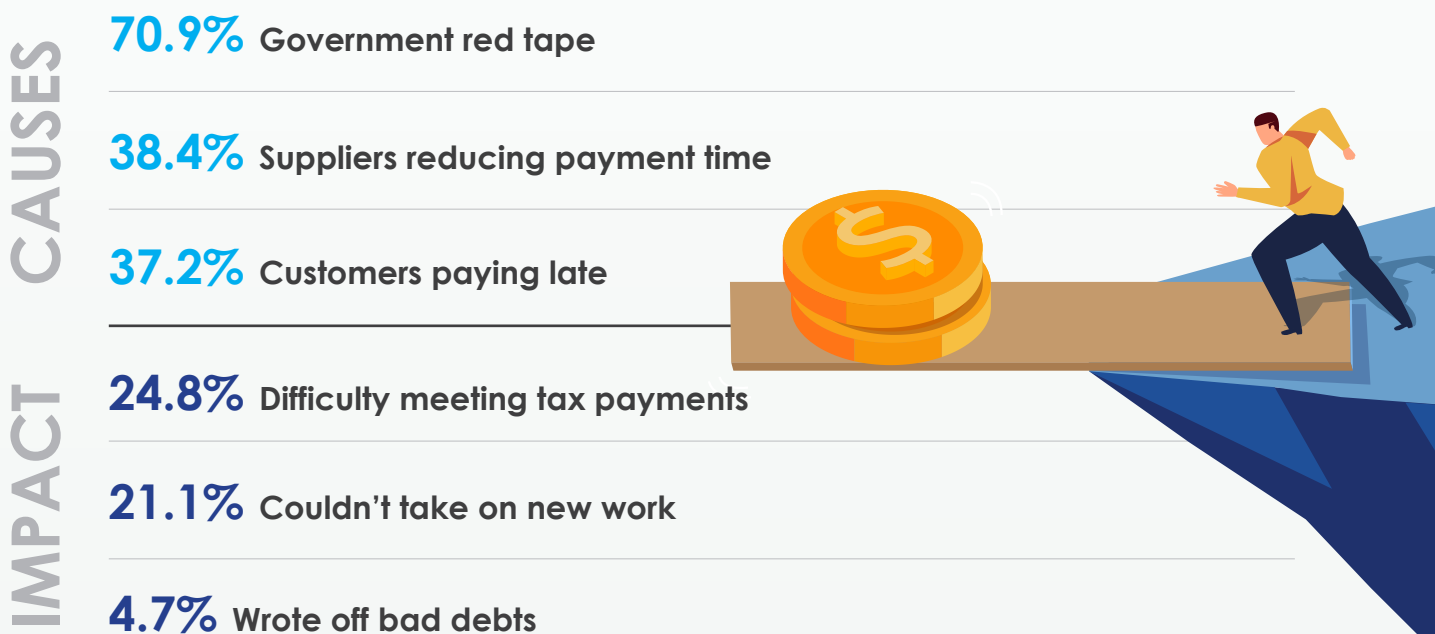 CAUSES
70.9% Government red tape
38.4% Suppliers reducing payment time
37.2% Customers paying late
IMPACT
24.8% Difficulty meeting tax payments
21.1% Couldn’t take on new work
4.7% Wrote off bad debts
$